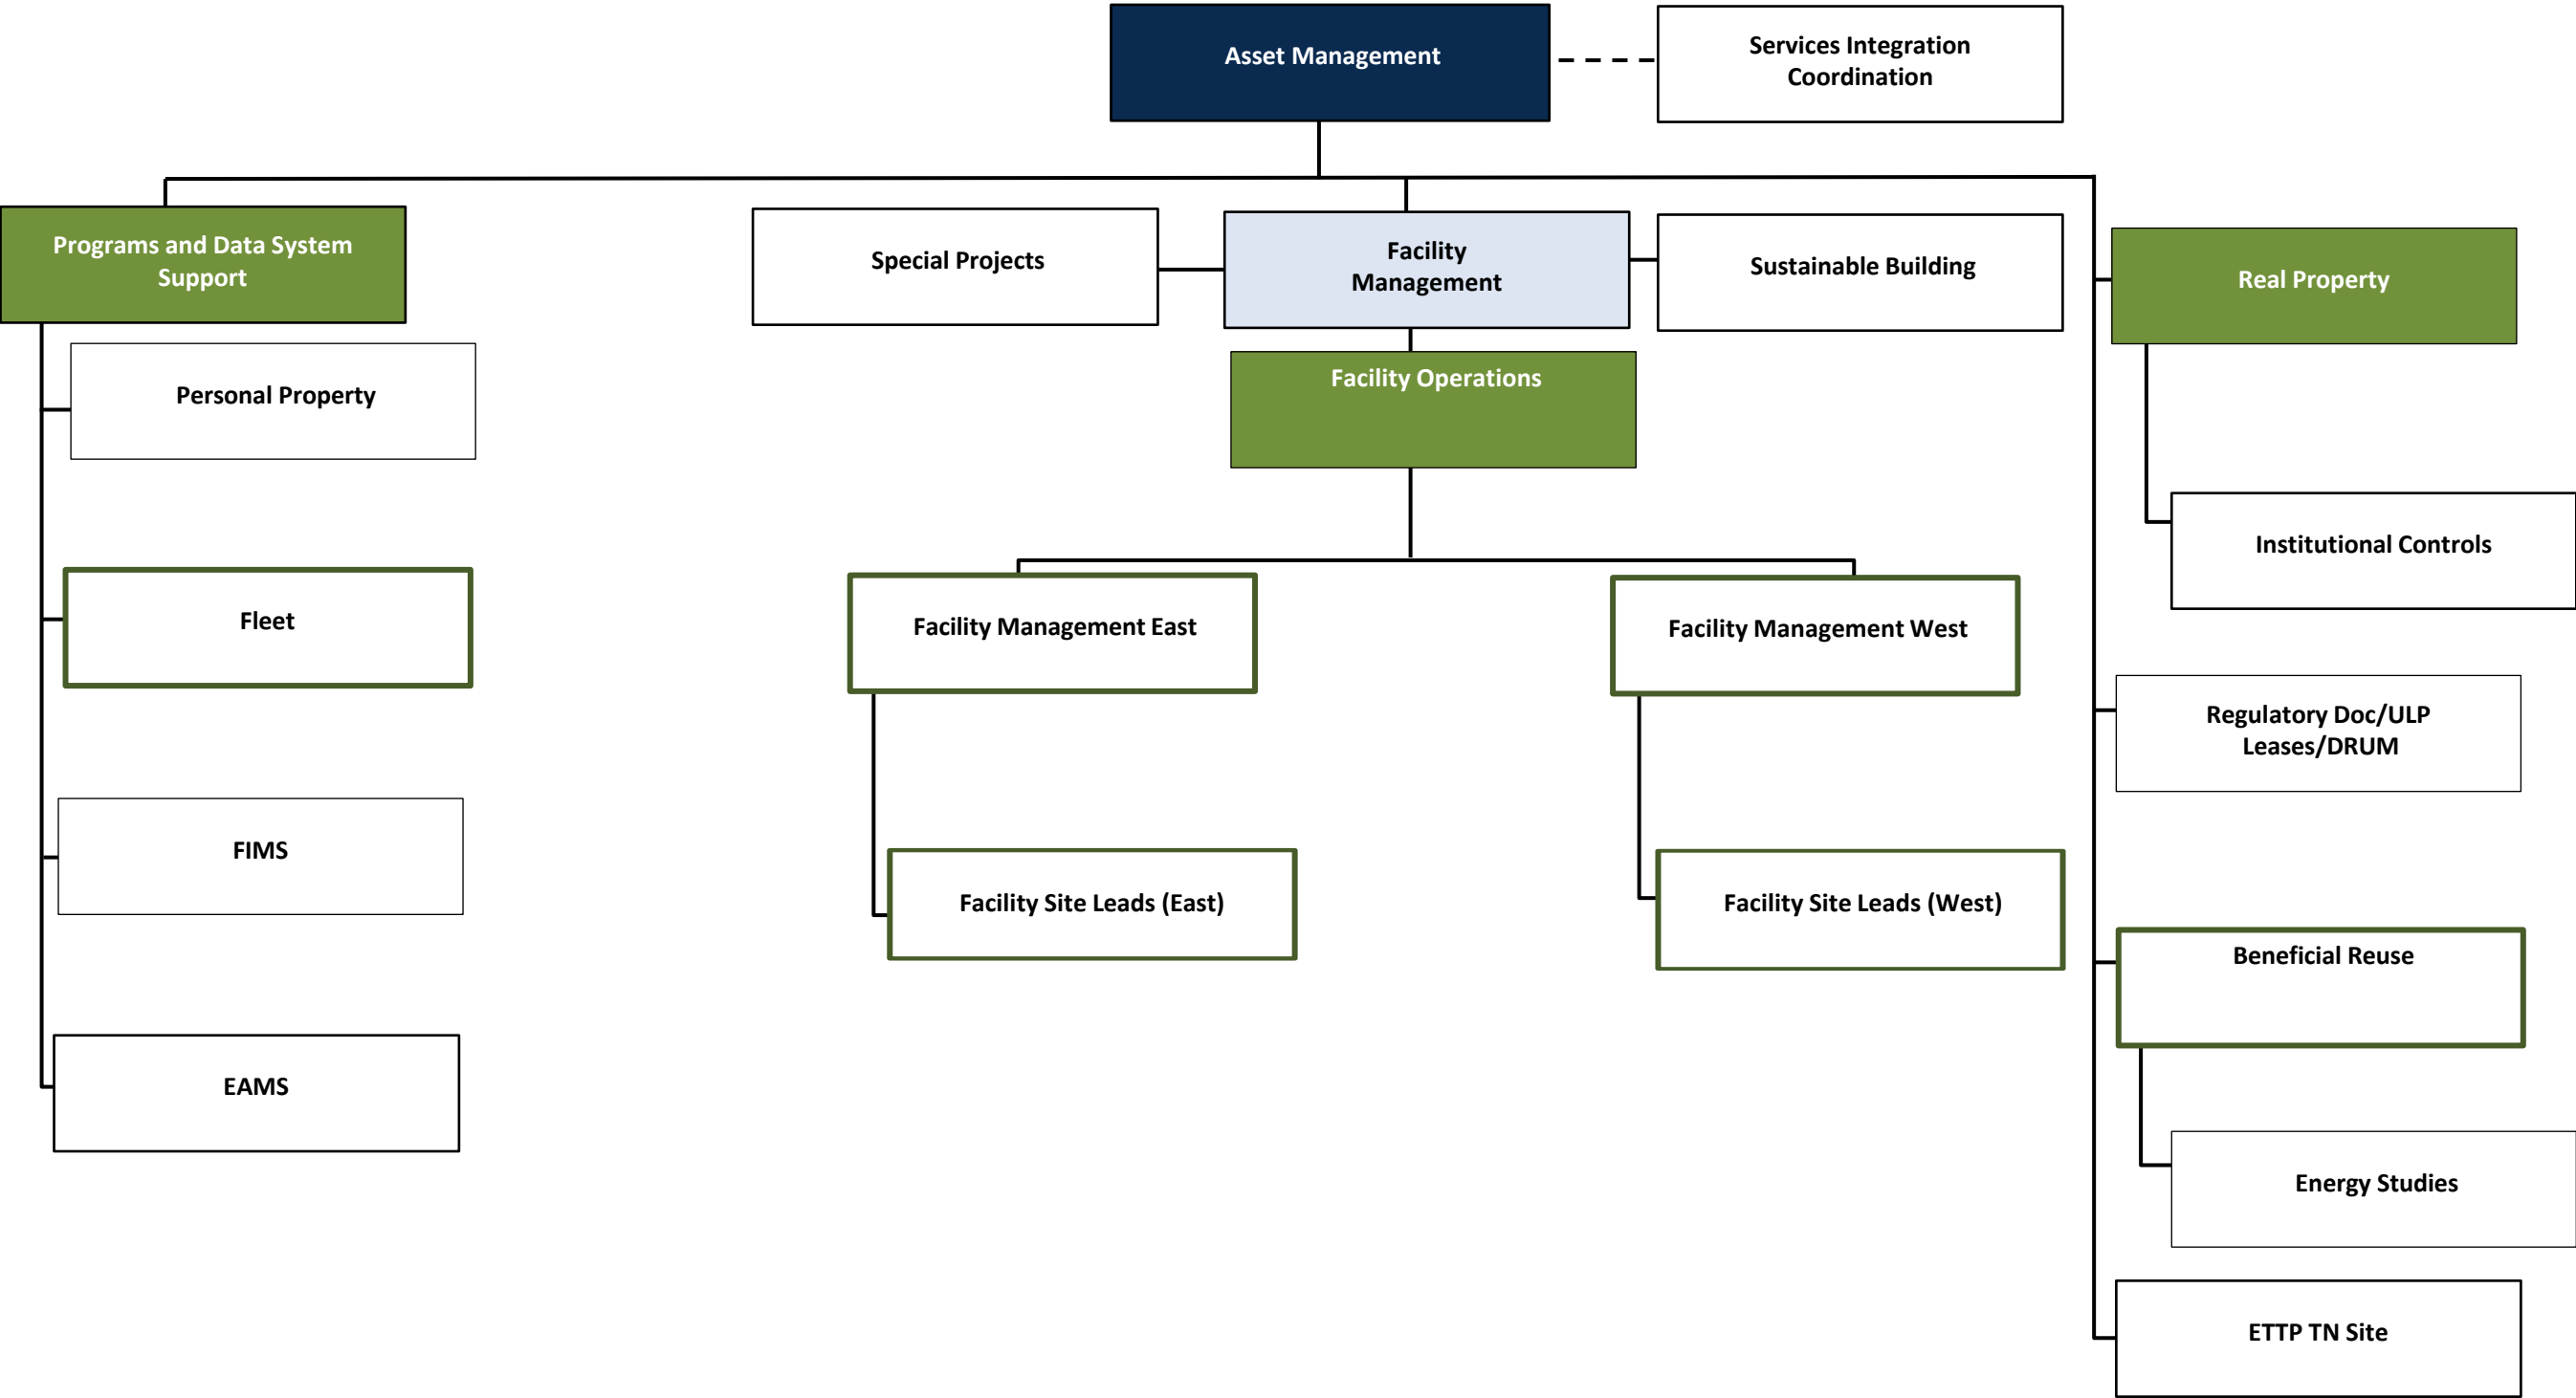 Asset Management
Services Integration
Coordination
Programs and Data System
Support
Special Projects
Facility
Management
Sustainable Building
Real Property
Facility Operations
Personal Property
Institutional Controls
Fleet
Facility Management East
Facility Management West
Regulatory Doc/ULP
Leases/DRUM
FIMS
Facility Site Leads (East)
Facility Site Leads (West)
Beneficial Reuse
EAMS
Energy Studies
ETTP TN Site